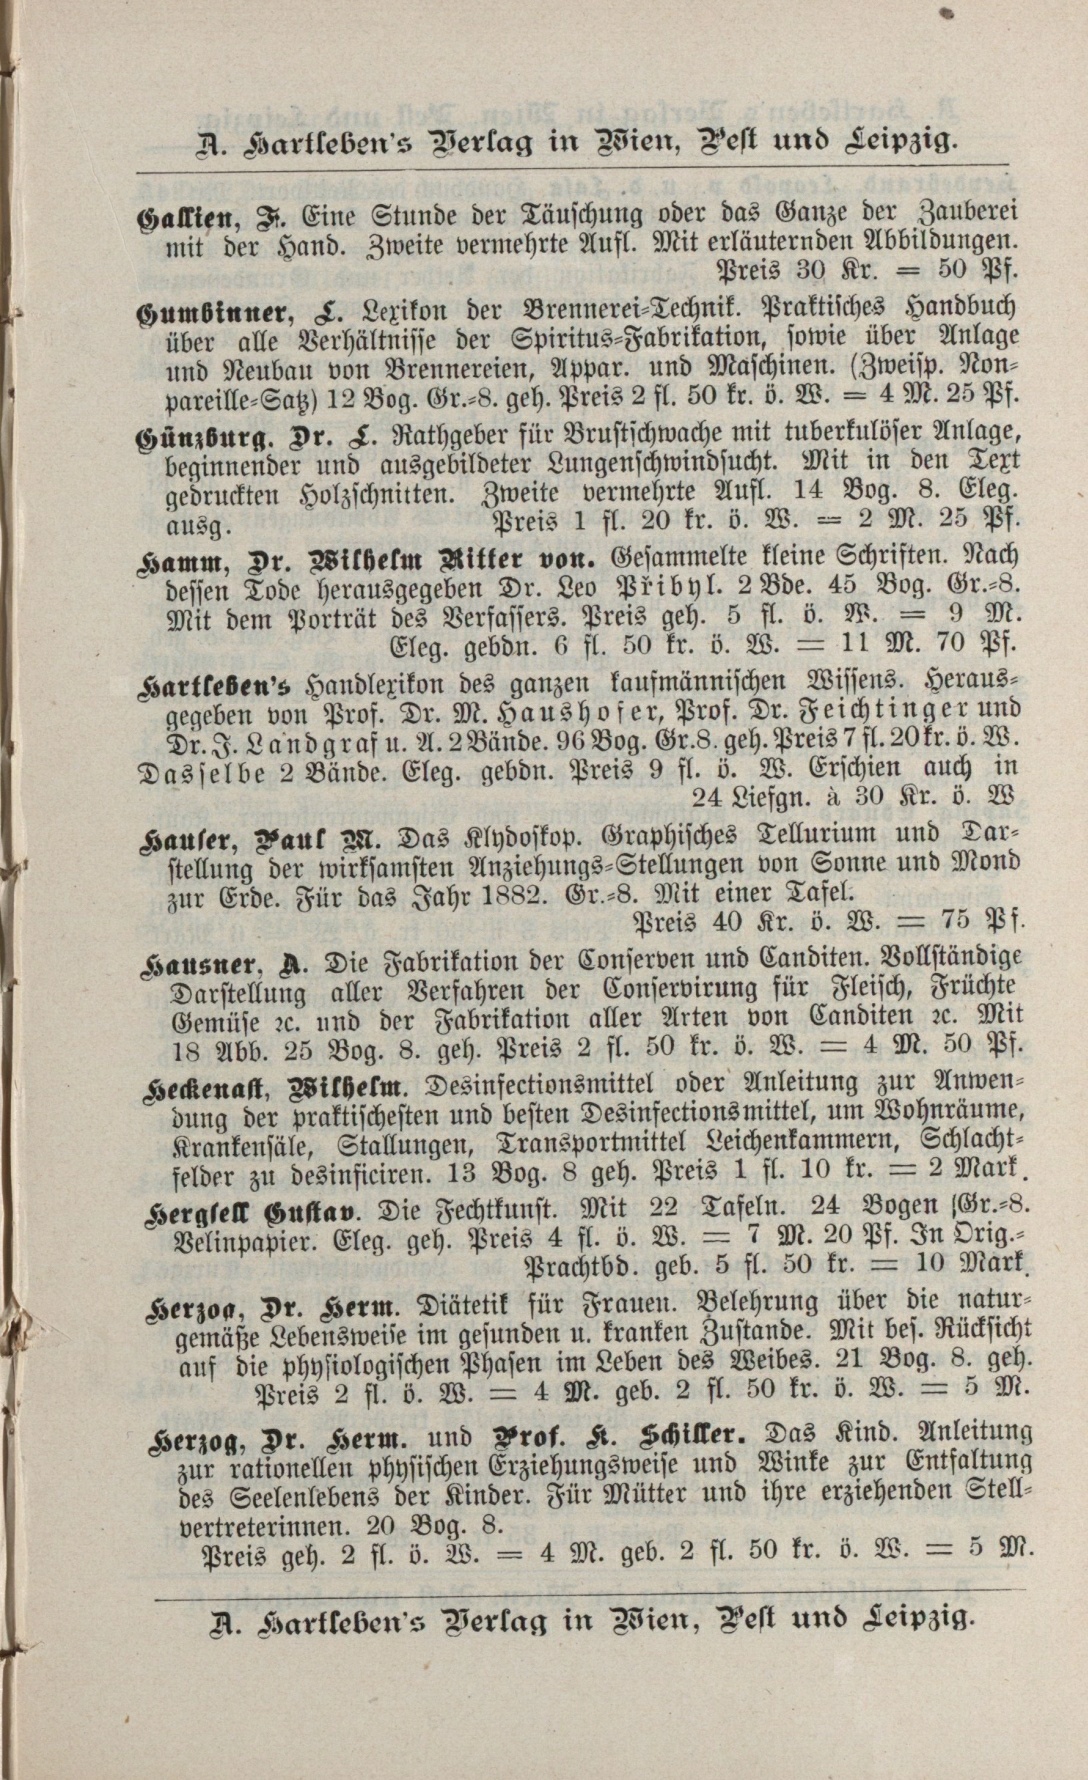 A. Hartleben's Verlag in Wien, Pest und Leipzig.
Gallien, F. Eine Stunde der Täuschung oder das Ganze der Zauberei
mit der Hand. Zweite vermehrte Aufl. Mit erläuternden Abbildungen.
Preis 30 Kr. = 50 Pf.
Gumbinner, L. Lexikon der Brennerei-Technik. Praktisches Handbuch
über alle Verhältnisse der Spiritus-Fabrikation, sowie über Anlage
und Neubau von Brennereien, Appar. und Maschinen. (Zweisp. Non-
pareille-Satz) 12 Bog. Gr.-8. geh. Preis 2 fl. 50 kr. ö. W. = 4 M. 25 Pf.
Günzburg. Dr. L. Rathgeber für Brustschwache mit tuberkulöser Anlage,
beginnender und ausgebildeter Lungenschwindsucht. Mit in den Text
gedruckten Holzschnitten. Zweite vermehrte Aufl. 14 Bog. 8. Eleg.
ausg. Preis 1 fl. 20 kr. ö. W. = 2 M. 25 Pf.
Hamm, Dr. Wilhelm Ritter von. Gesammelte kleine Schriften. Nach
dessen Tode herausgegeben Dr. Leo Přibyl. 2 Bde. 45 Bog. Gr.-8.
Mit dem Porträt des Verfassers. Preis geh. 5 fl. ö. W. = 9 M.
Eleg. gebdn. 6 fl. 50 kr. ö. W. = 11 M. 70 Pf.
Hartleben's Handlexikon des ganzen kaufmännischen Wissens. Heraus-
gegeben von Prof. Dr. M. Haushofer, Prof. Dr. Feichtinger und
Dr. J. Landgraf u. A. 2 Bände. 96 Bog. Gr.8. geh. Preis 7 fl. 20 kr. ö. W.
Dasselbe 2 Bände. Eleg. gebdn. Preis 9 fl. ö. W. Erschien auch in
24 Liefgn. à 30 Kr. ö. W
Hauser, Paul M. Das Klydoskop. Graphisches Tellurium und Dar-
stellung der wirksamsten Anziehungs-Stellungen von Sonne und Mond
zur Erde. Für das Jahr 1882. Gr.-8. Mit einer Tafel.
Preis 40 Kr. ö. W. = 75 Pf.
Hausner, A. Die Fabrikation der Conserven und Canditen. Vollständige
Darstellung aller Verfahren der Conservirung für Fleisch, Früchte
Gemüse ꝛc. und der Fabrikation aller Arten von Canditen ꝛc. Mit
18 Abb. 25 Bog. 8. geh. Preis 2 fl. 50 kr. ö. W. = 4 M. 50 Pf.
Heckenast, Wilhelm. Desinfectionsmittel oder Anleitung zur Anwen-
dung der praktischesten und besten Desinfectionsmittel, um Wohnräume,
Krankensäle, Stallungen, Transportmittel Leichenkammern, Schlacht-
felder zu desinficiren. 13 Bog. 8 geh. Preis 1 fl. 10 kr. = 2 Mark.
Hergsell Gustav. Die Fechtkunst. Mit 22 Tafeln. 24 Bogen (Gr.-8.
Velinpapier. Eleg. geh. Preis 4 fl. ö. W. = 7 M. 20 Pf. In Orig.-
Prachtbd. geb. 5 fl. 50 kr. = 10 Mark.
Herzog, Dr. Herm. Diätetik für Frauen. Belehrung über die natur-
gemäße Lebensweise im gesunden u. kranken Zustande. Mit bes. Rücksicht
auf die physiologischen Phasen im Leben des Weibes. 21 Bog. 8. geh.
Preis 2 fl. ö. W. = 4 M. geb. 2 fl. 50 kr. ö. W. = 5 M.
Herzog, Dr. Herm. und Prof. K. Schiller. Das Kind. Anleitung
zur rationellen physischen Erziehungsweise und Winke zur Entfaltung
des Seelenlebens der Kinder. Für Mütter und ihre erziehenden Stell-
vertreterinnen. 20 Bog. 8.
Preis geh. 2 fl. ö. W. = 4 M. geb. 2 fl. 50 kr. ö. W. = 5 M.
A. Hartleben's Verlag in Wien, Pest und Leipzig.